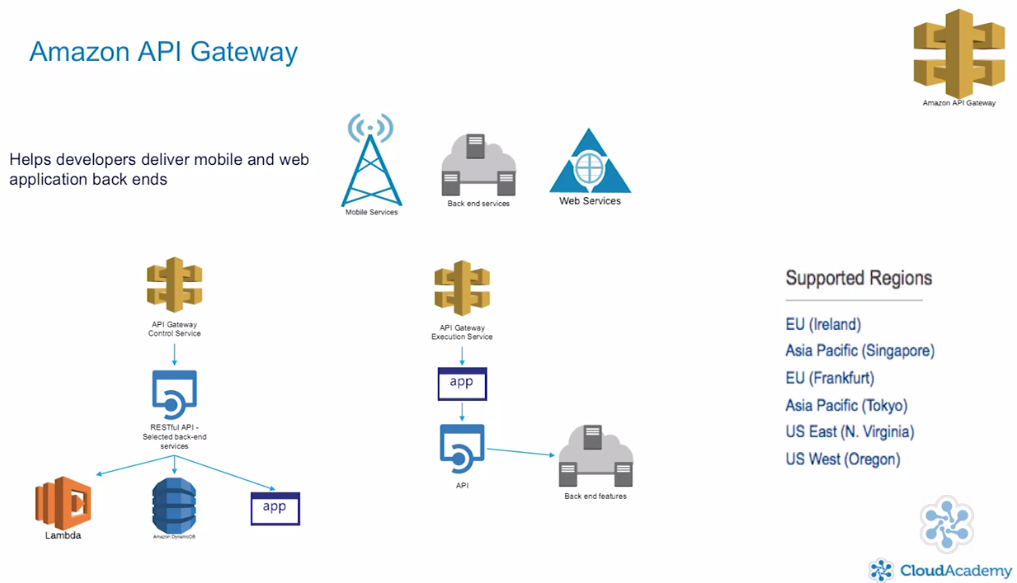 Amazon API Gateway
Amazon API Gateway
Helps developers deliver mobile and web
application back ends
Mobile Services
Back end services
Web Services
API Gateway
Control Service
RESTful API -
Selected back-end
services
Lambda
Amazon DynamoDB
app
API Gateway
Execution Service
app
API
Back end features
Supported Regions
EU (Ireland)
Asia Pacific (Singapore)
EU (Frankfurt)
Asia Pacific (Tokyo)
US East (N. Virginia)
US West (Oregon)
CloudAcademy